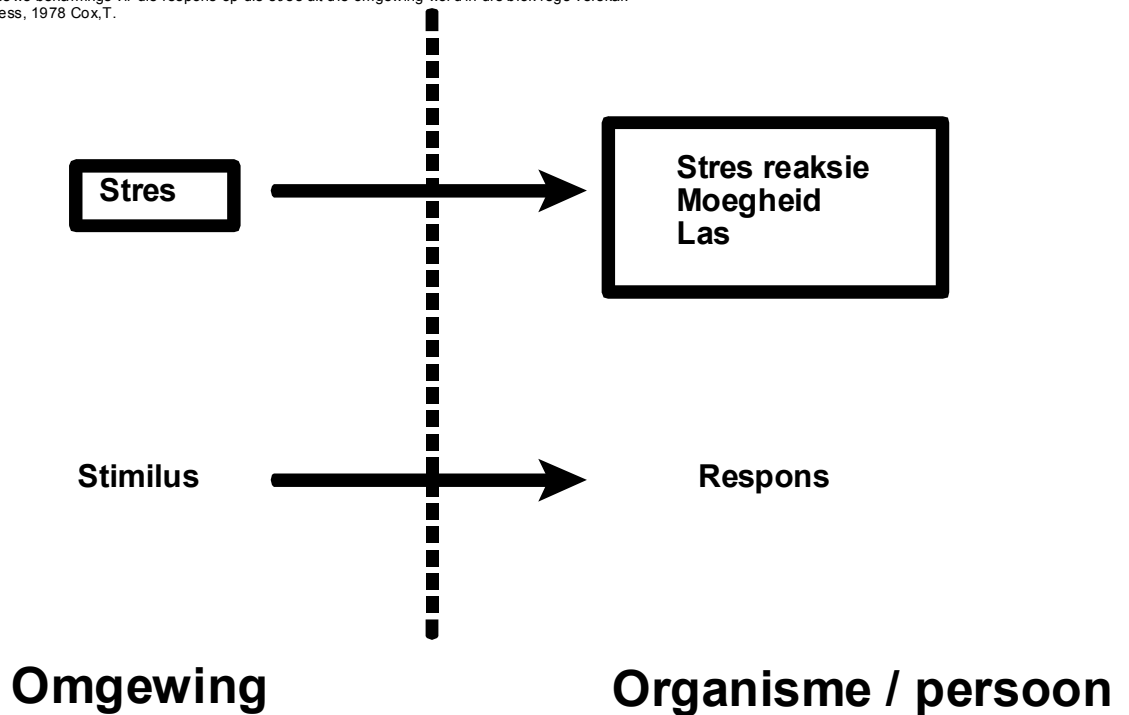 ess, 1978 Cox,T.
Stres
Stres reaksie
Moegheid
Las
Stimilus
Respons
Omgewing
Organisme / persoon